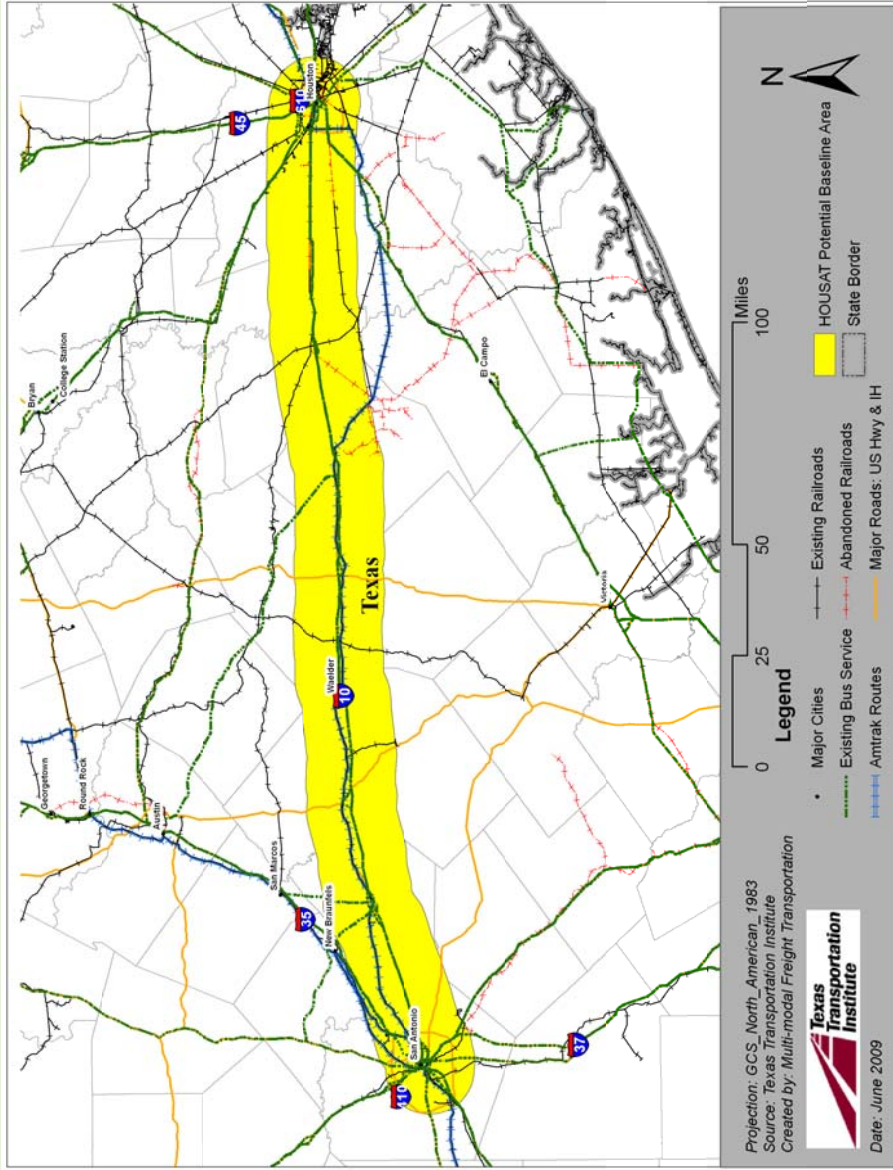 Bryan
College Station
Georgetown
Round Rock
Austin
San Marcos
New Braunfels
San Antonio
Waelder
Houston
El Campo
Victoria
Texas
45
610
35
10
410
37
N
0
25
50
100
Miles
Legend
Major Cities
Existing Bus Service
Amtrak Routes
Existing Railroads
Abandoned Railroads
Major Roads: US Hwy & IH
HOUSAT Potential Baseline Area
State Border
Projection: GCS_North_American_1983
Source: Texas Transportation Institute
Created by: Multi-modal Freight Transportation
Texas
Transportation
Institute
Date: June 2009